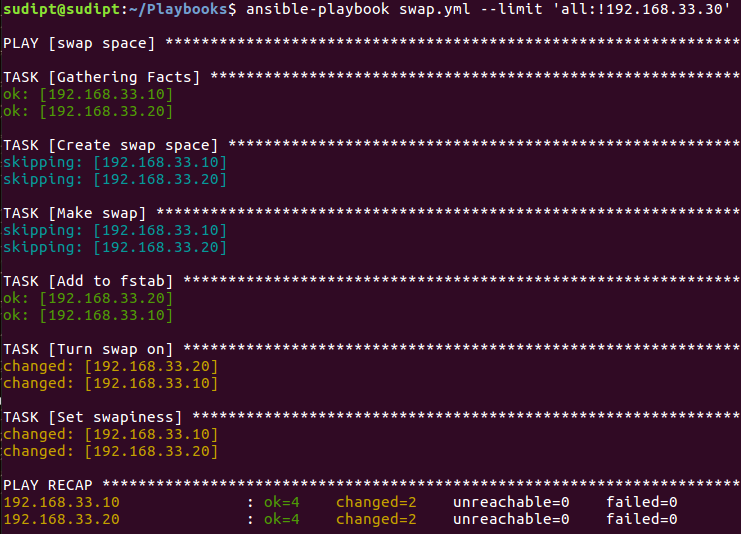 sudipt@sudipt:~/Playbooks$ ansible-playbook swap.yml --limit 'all:!192.168.33.30'
PLAY [swap space] ****************************************************************
TASK [Gathering Facts] ***********************************************************
ok: [192.168.33.10]
ok: [192.168.33.20]
TASK [Create swap space] *********************************************************
skipping: [192.168.33.10]
skipping: [192.168.33.20]
TASK [Make swap] *****************************************************************
skipping: [192.168.33.10]
skipping: [192.168.33.20]
TASK [Add to fstab] **************************************************************
ok: [192.168.33.20]
ok: [192.168.33.10]
TASK [Turn swap on] **************************************************************
changed: [192.168.33.20]
changed: [192.168.33.10]
TASK [Set swapiness] *************************************************************
changed: [192.168.33.10]
changed: [192.168.33.20]
PLAY RECAP ***********************************************************************
192.168.33.10              : ok=4    changed=2    unreachable=0    failed=0
192.168.33.20              : ok=4    changed=2    unreachable=0    failed=0